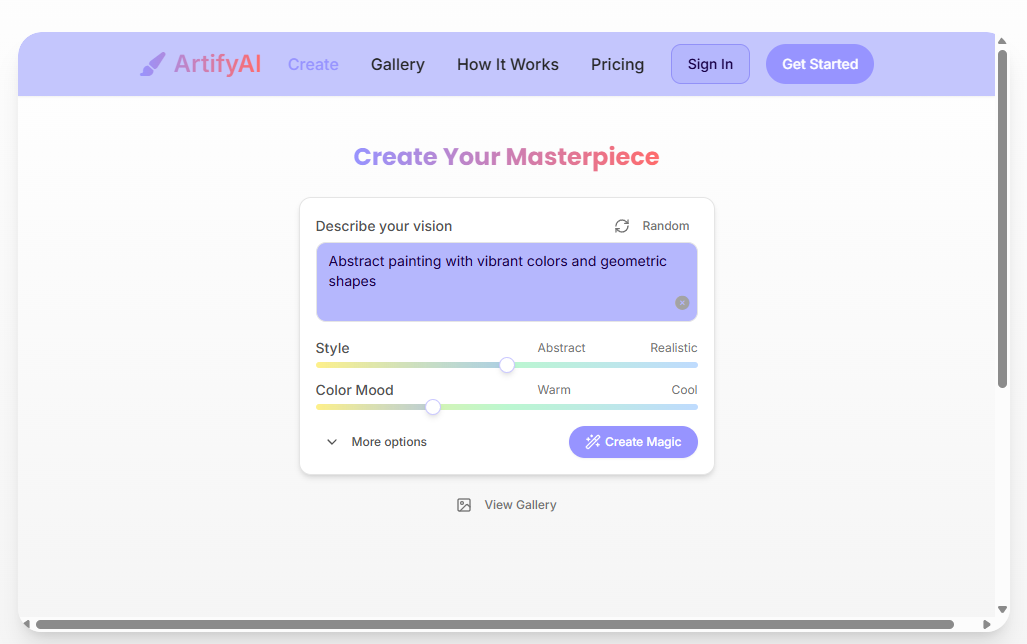 ArtifyAI Create Gallery How It Works Pricing Sign In Get Started
Create Your Masterpiece
Describe your vision Random
Abstract painting with vibrant colors and geometric
shapes
Style Abstract Realistic
Color Mood Warm Cool
More options Create Magic
View Gallery